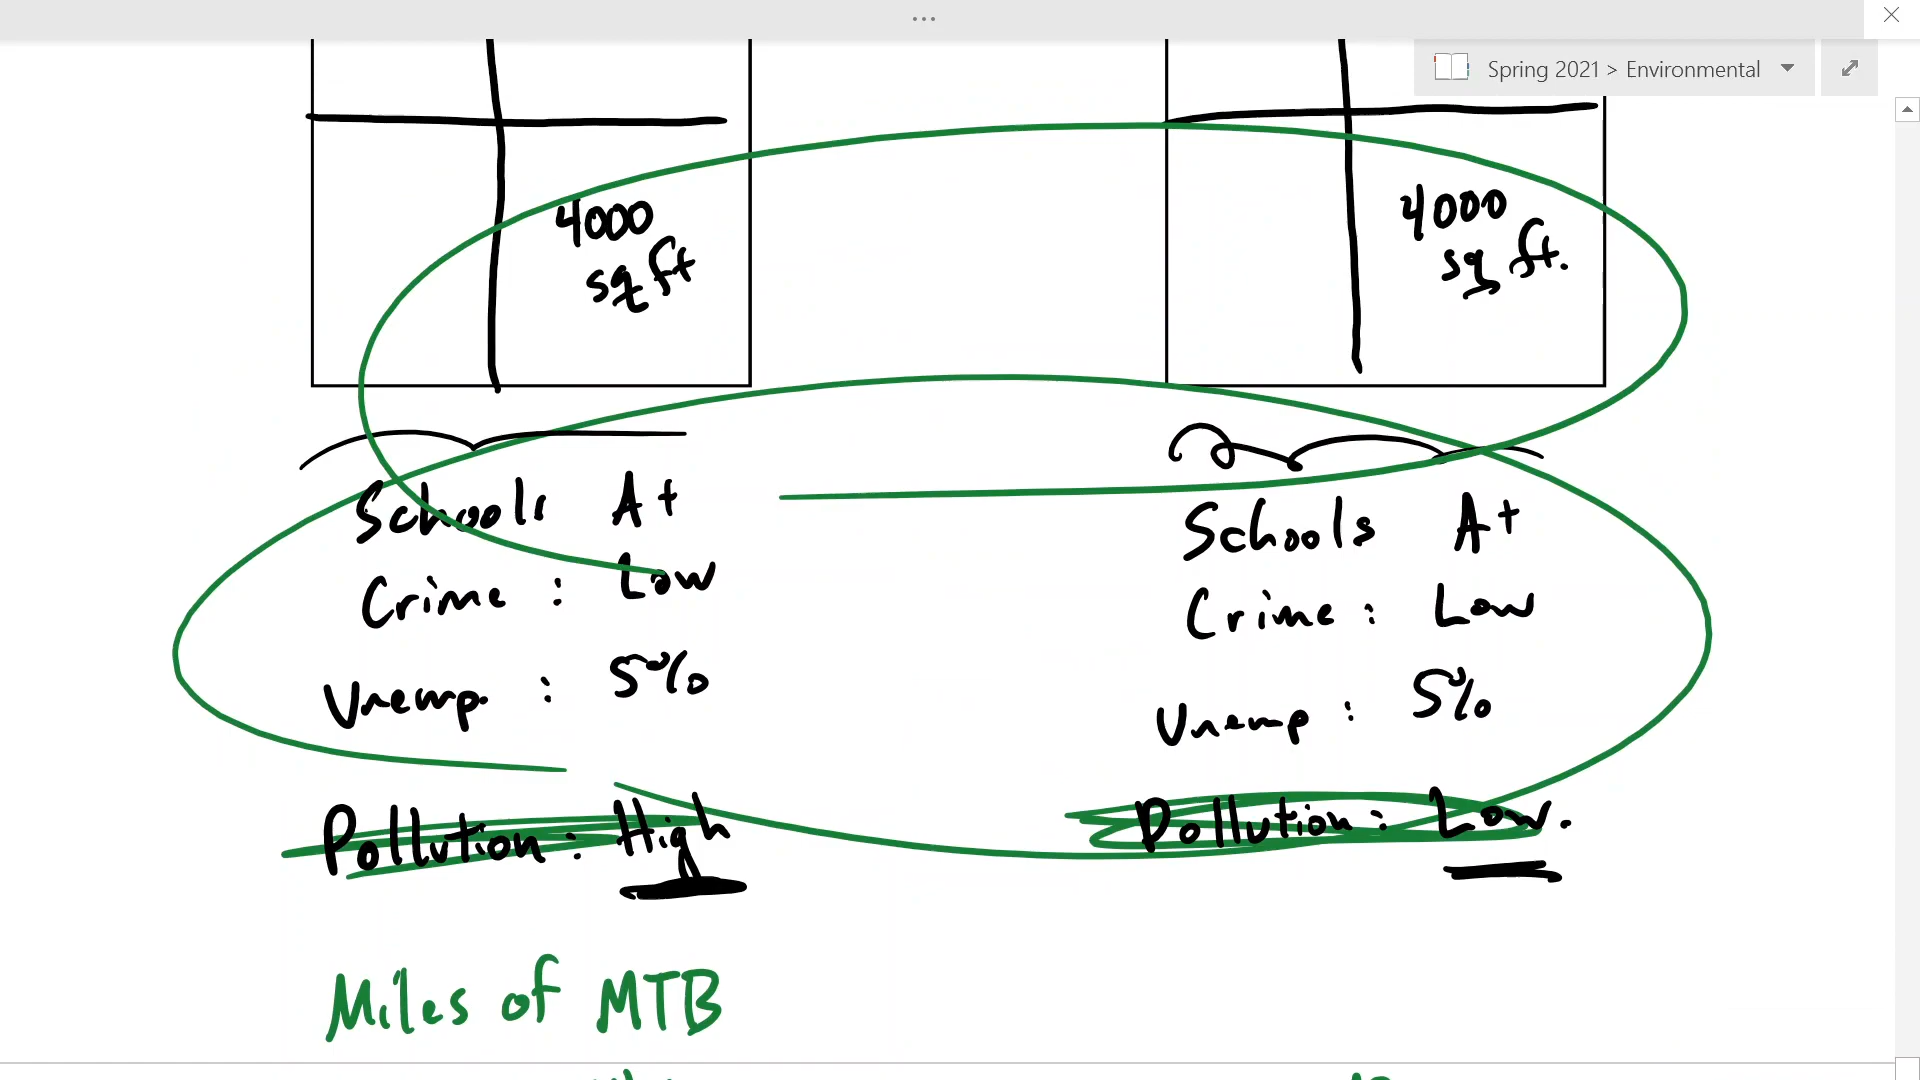 Spring 2021 > Environmental
4000
sq ft
4000
sq ft.
Schools A+
Crime : Low
Unemp. : 5%
Pollution : High
Schools A+
Crime : Low
Unemp : 5%
Pollution : Low.
Miles of MTB